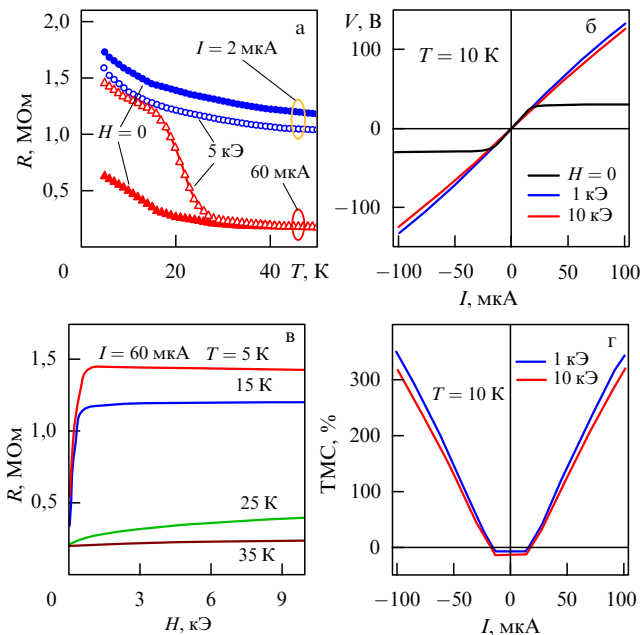 а
R, МОм
2,0
1,5
1,0
0,5
0
20
40
T, К
I = 2 мкА
H = 0
5 кЭ
60 мкА
б
V, В
100
0
−100
T = 10 К
H = 0
1 кЭ
10 кЭ
−100
−50
0
50
100
I, мкА
в
R, МОм
1,5
1,0
0,5
I = 60 мкА
T = 5 К
15 К
25 К
35 К
0
3
6
9
H, кЭ
г
ТМС, %
300
200
100
0
T = 10 К
1 кЭ
10 кЭ
−100
−50
0
50
100
I, мкА